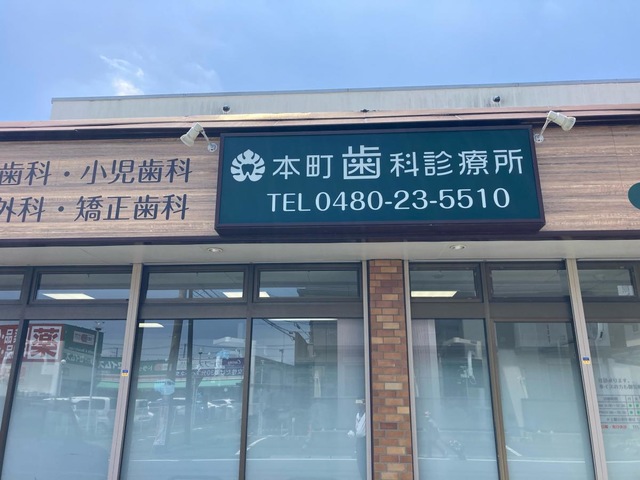 本町歯科診療所
TEL 0480-23-5510
歯科・小児歯科
外科・矯正歯科
薬